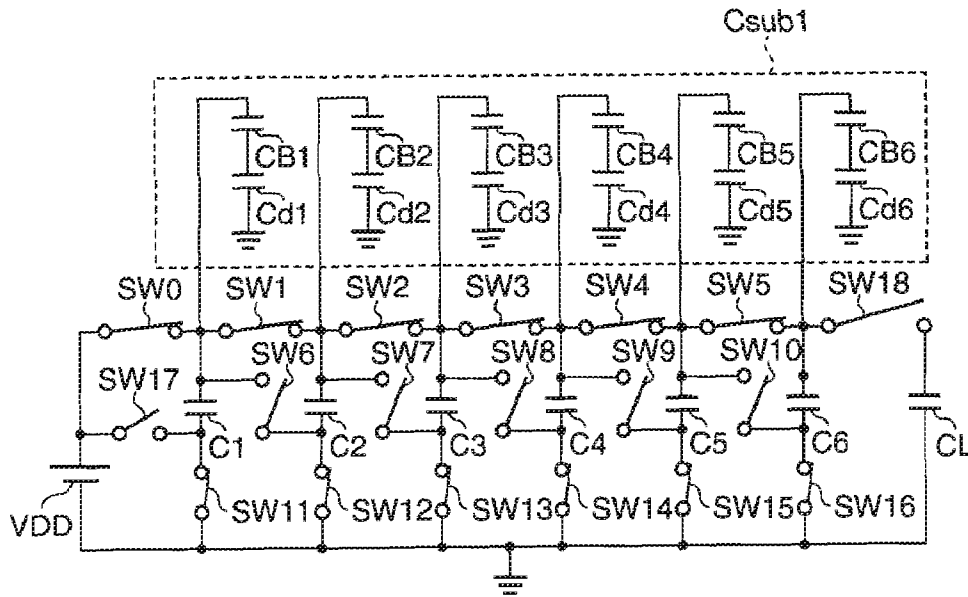 Csub1
CB1 CB2 CB3 CB4 CB5 CB6
Cd1 Cd2 Cd3 Cd4 Cd5 Cd6
SW0 SW1 SW2 SW3 SW4 SW5 SW18
SW6 SW7 SW8 SW9 SW10
SW17
C1 C2 C3 C4 C5 C6 CL
VDD SW11 SW12 SW13 SW14 SW15 SW16